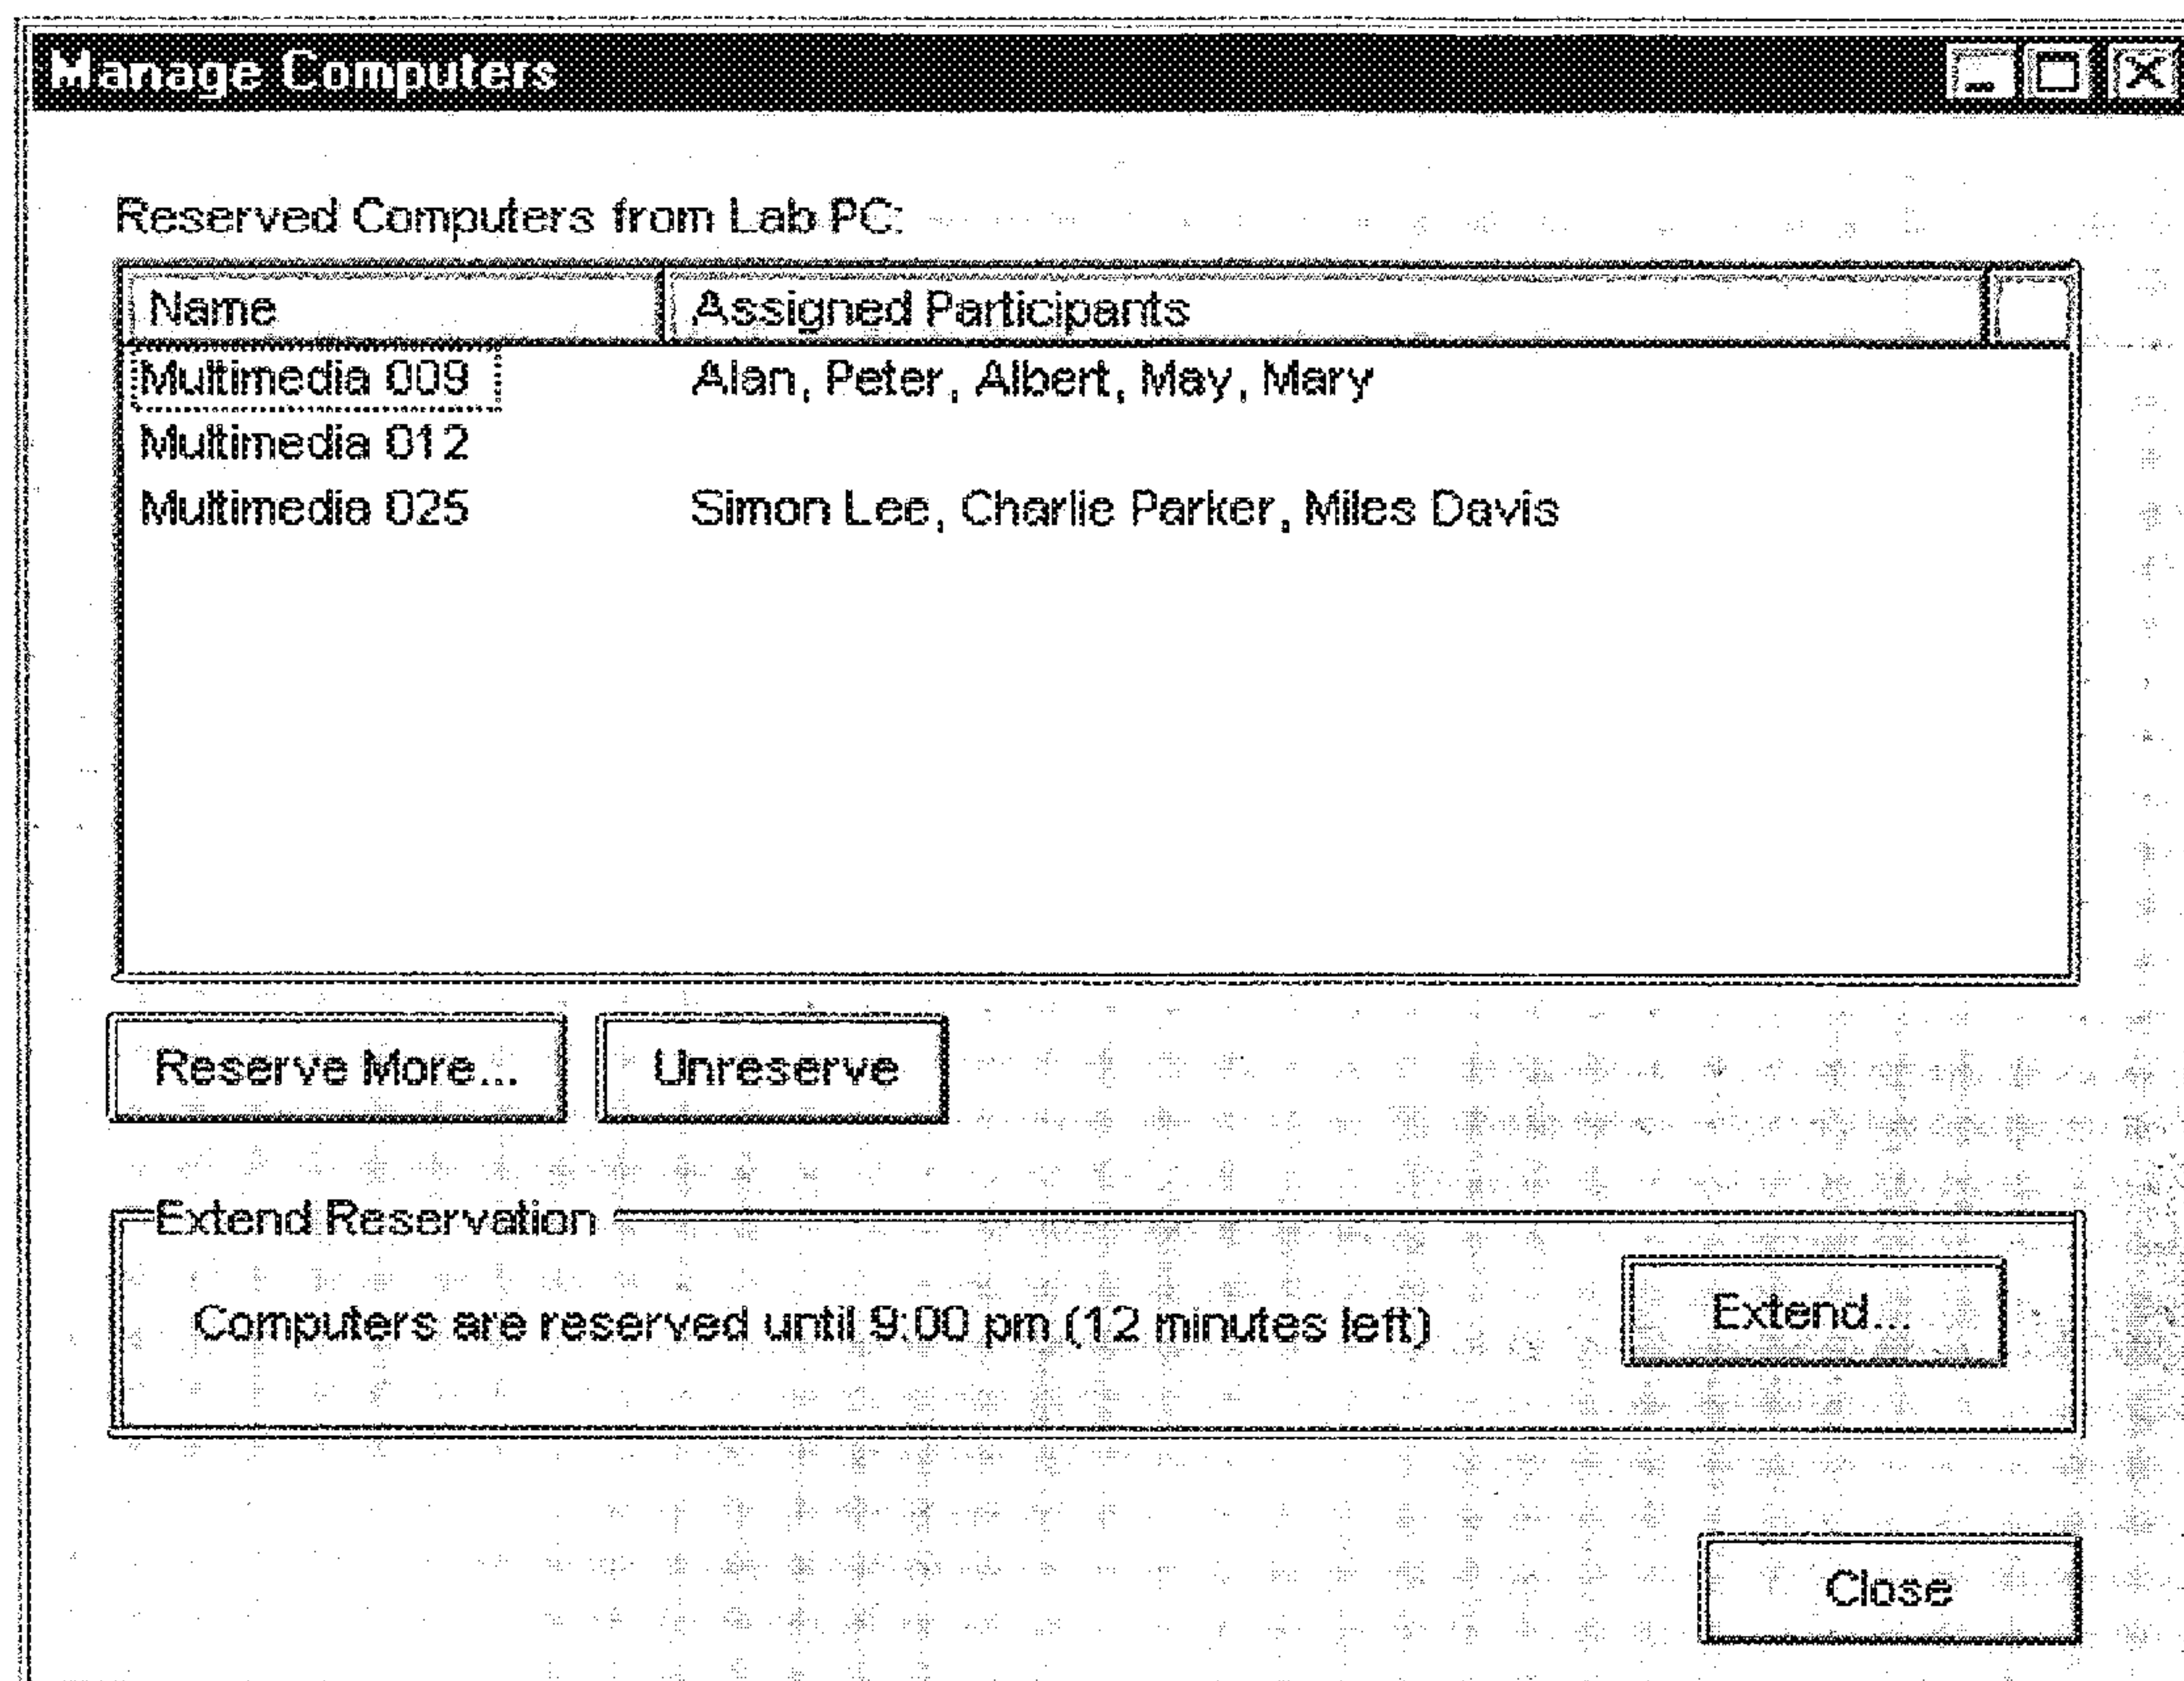 Manage Computers
Reserved Computers from Lab PC:
Name Assigned Participants
Multimedia 009 Alan, Peter, Albert, May, Mary
Multimedia 012
Multimedia 025 Simon Lee, Charlie Parker, Miles Davis
Reserve More... Unreserve
Extend Reservation
Computers are reserved until 9:00 pm (12 minutes left) Extend...
Close